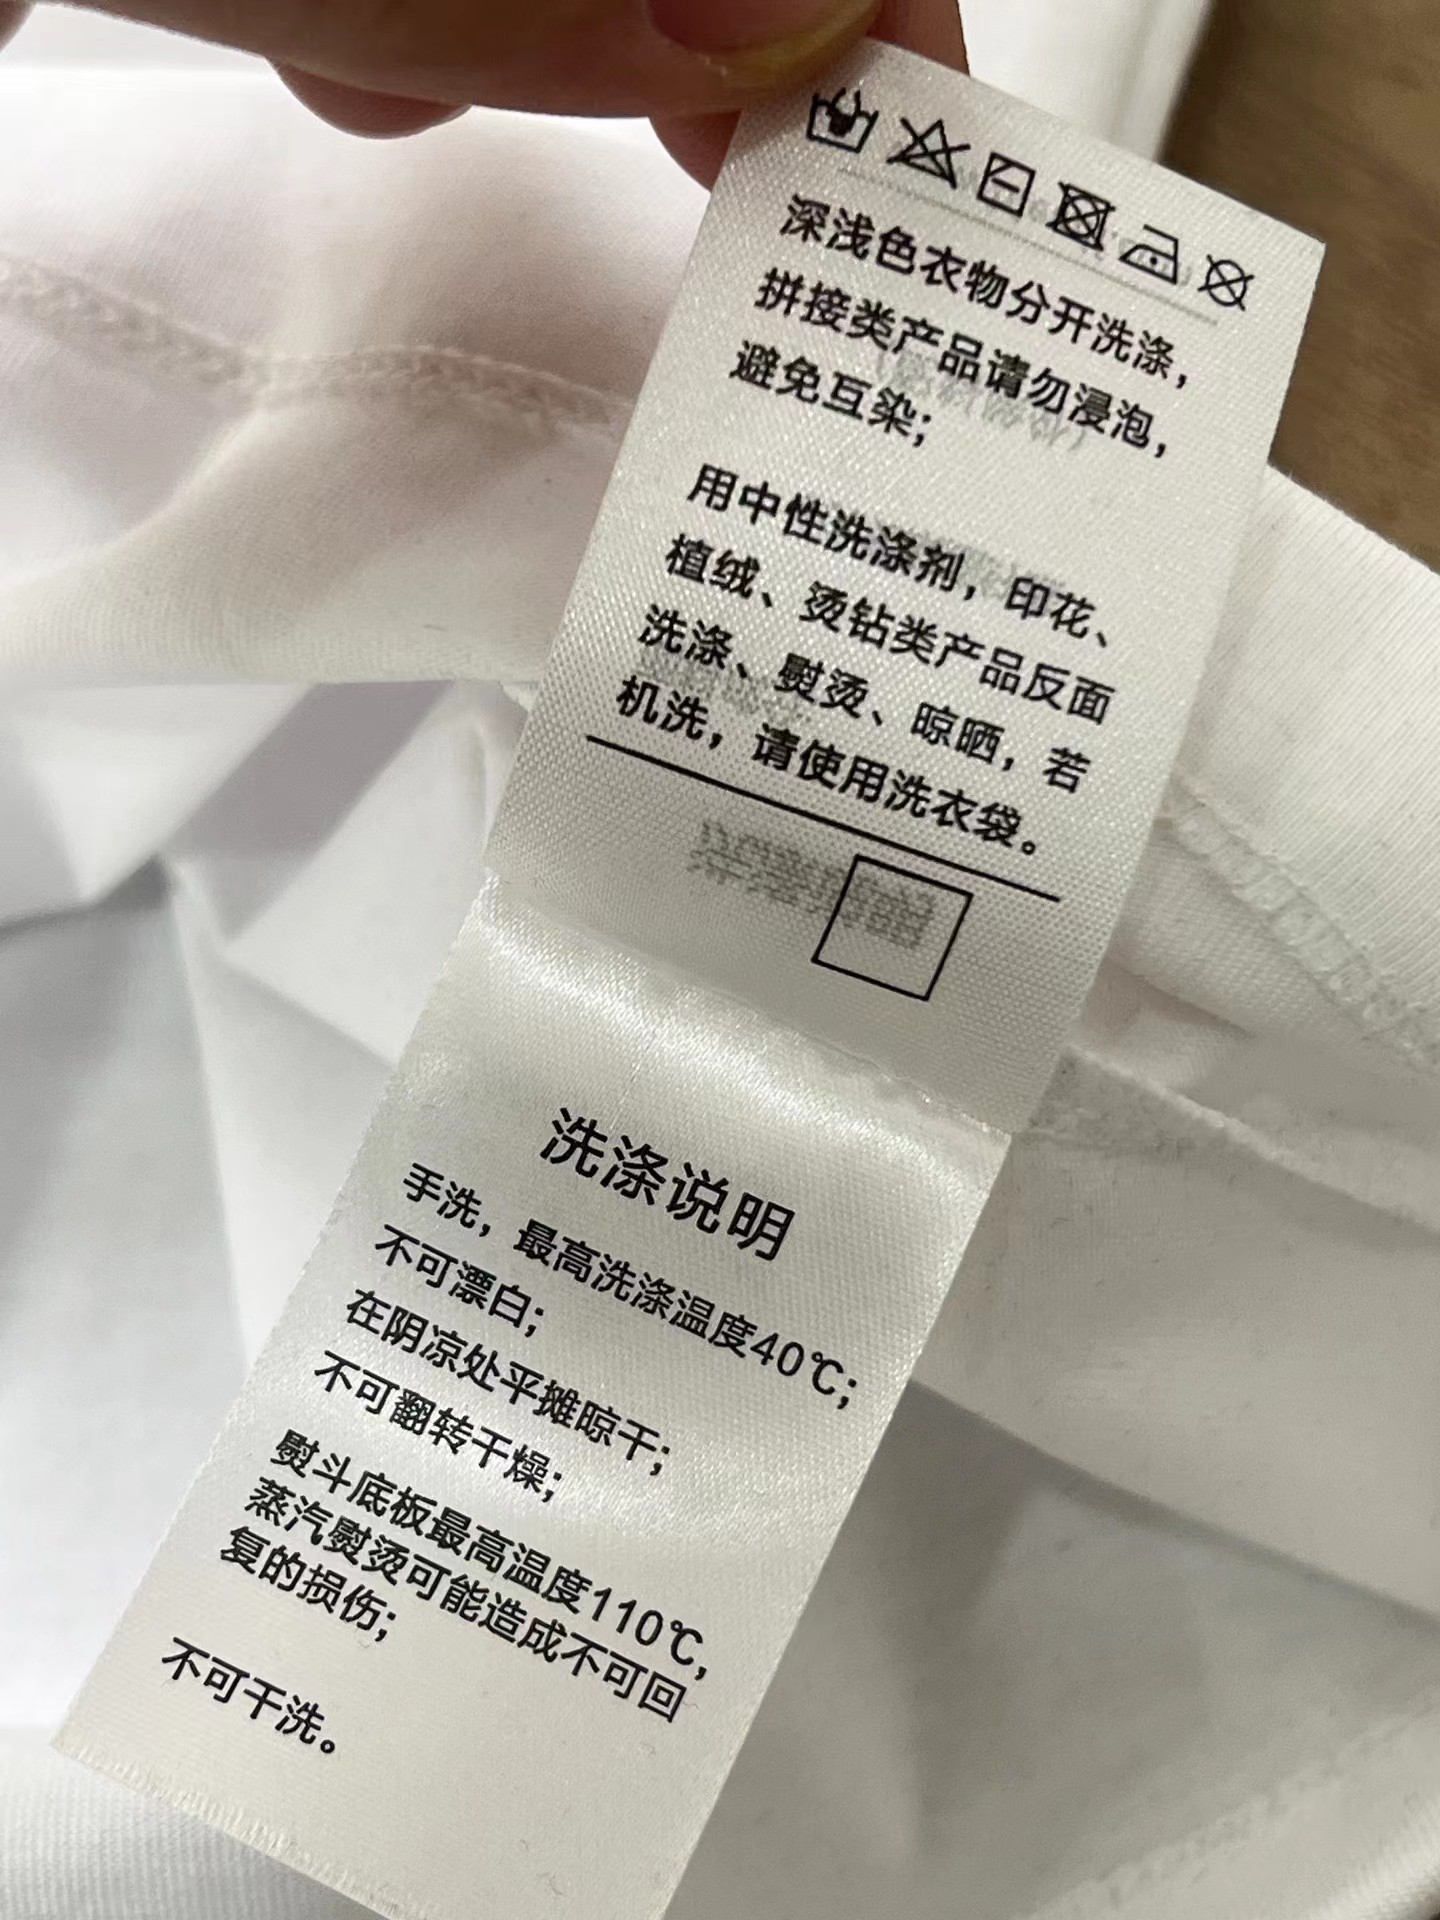 深浅色衣物分开洗涤，
拼接类产品请勿浸泡，
避免互染；
用中性洗涤剂，印花、
植绒、烫钻类产品反面
洗涤、熨烫、晾晒，若
机洗，请使用洗衣袋。
洗涤说明
手洗，最高洗涤温度40℃；
不可漂白；
在阴凉处平摊晾干；
不可翻转干燥；
熨斗底板最高温度110℃，
蒸汽熨烫可能造成不可回
复的损伤；
不可干洗。